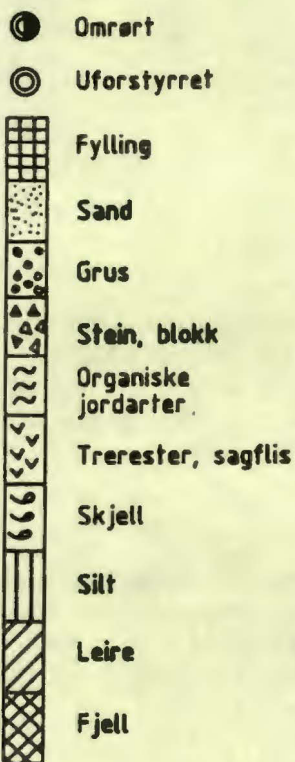 Omrørt
Uforstyrret
Fylling
Sand
Grus
Stein, blokk
Organiske
jordarter.
Trerester, sagflis
Skjell
Silt
Leire
Fjell